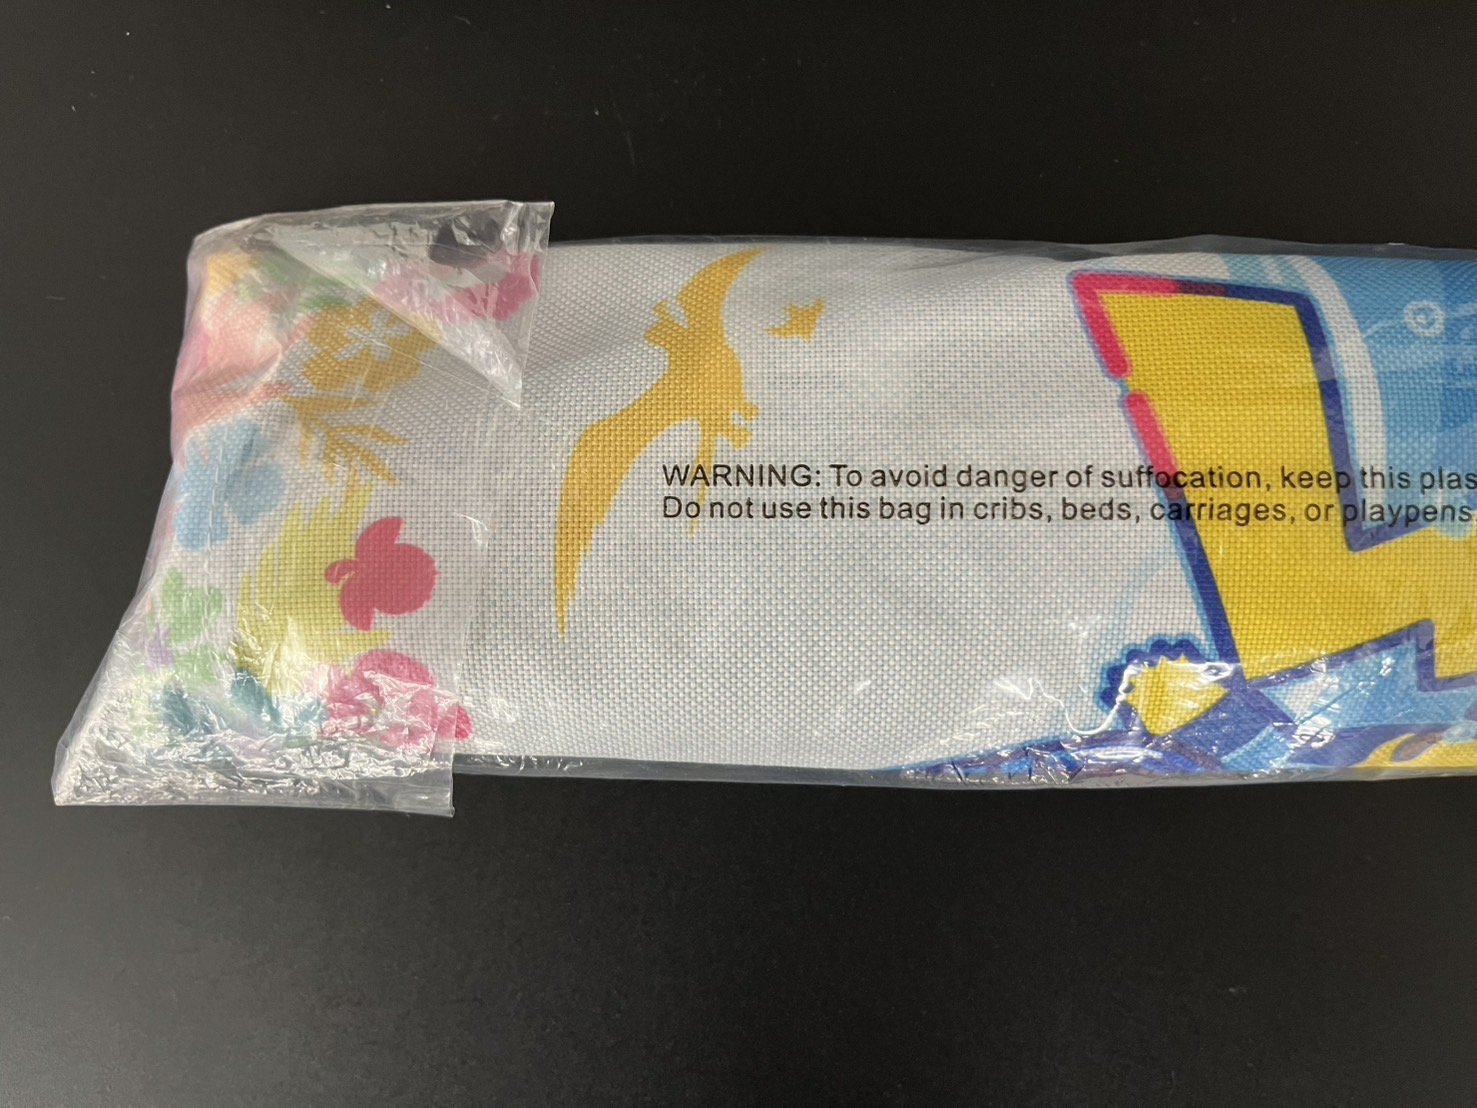 WARNING: To avoid danger of suffocation, keep this plas
Do not use this bag in cribs, beds, carriages, or playpens